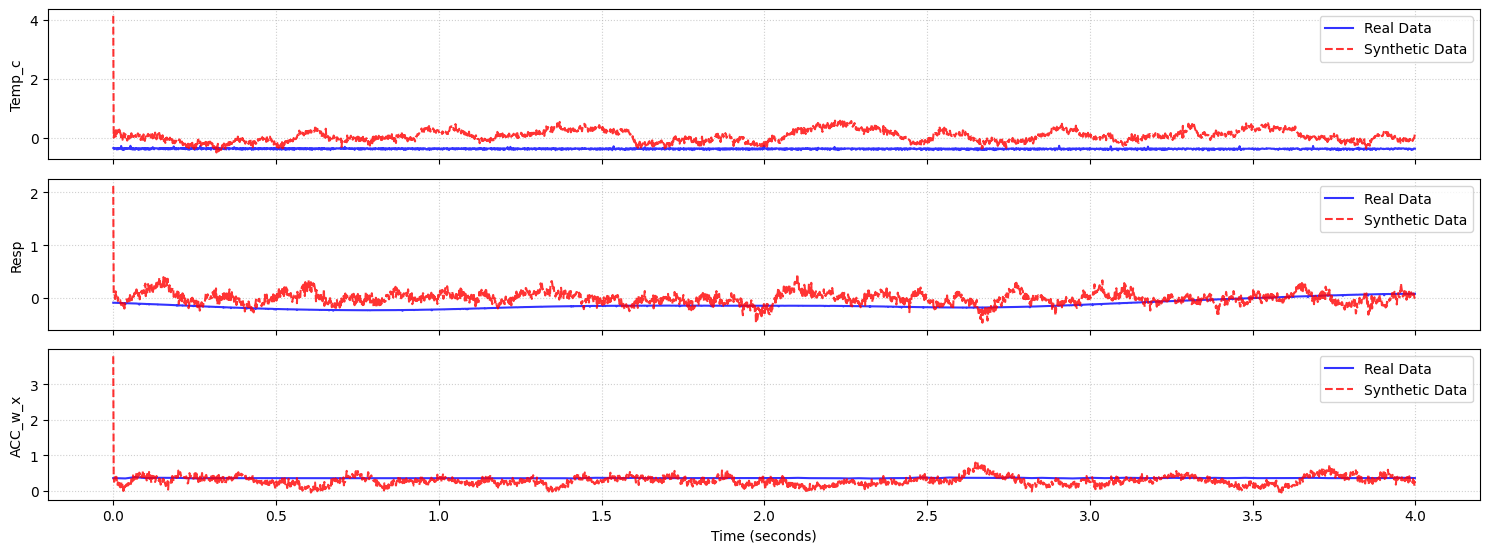 Temp_c
4
2
0
Real Data
Synthetic Data
Resp
2
1
0
Real Data
Synthetic Data
ACC_w_x
3
2
1
0
Real Data
Synthetic Data
0.0 0.5 1.0 1.5 2.0 2.5 3.0 3.5 4.0
Time (seconds)